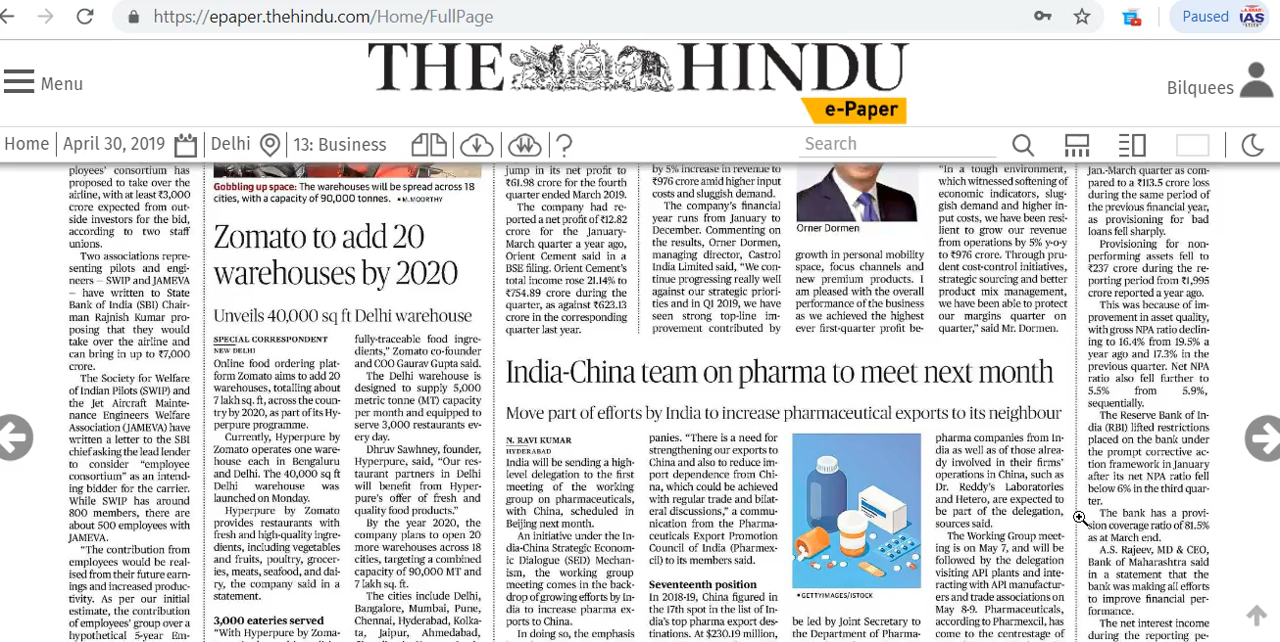 https://epaper.thehindu.com/Home/FullPage
Paused
IAS
Menu
THE HINDU
e-Paper
Bilquees
Home
April 30, 2019
Delhi
13: Business
?
Search
ployees' consortium has
proposed to take over the
airline, with at least ₹3,000
crore expected from out-
side investors for the bid,
according to two staff
unions.
Two associations repre-
senting pilots and engi-
neers – SWIP and JAMEVA
– have written to State
Bank of India (SBI) Chair-
man Rajnish Kumar pro-
posing that they would
take over the airline and
can bring in up to ₹7,000
crore.
The Society for Welfare
of Indian Pilots (SWIP) and
the Jet Aircraft Mainte-
nance Engineers Welfare
Association (JAMEVA) have
written a letter to the SBI
chief asking the lead lender
to consider "employee
consortium" as an intend-
ing bidder for the carrier.
While SWIP has around
800 members, there are
about 500 employees with
JAMEVA.
"The contribution from
employees would be real-
ised from their future earn-
ings and increased produc-
tivity. As per our initial
estimate, the contribution
of employees' group over a
hypothetical 5-year Em-
Gobbling up space: The warehouses will be spread across 18
cities, with a capacity of 90,000 tonnes. • M. MOORTHY
Zomato to add 20
warehouses by 2020
Unveils 40,000 sq ft Delhi warehouse
SPECIAL CORRESPONDENT
NEW DELHI
Online food ordering plat-
form Zomato aims to add 20
warehouses, totalling about
7 lakh sq. ft, across the coun-
try by 2020, as part of its Hy-
perpure programme.
Currently, Hyperpure by
Zomato operates one ware-
house each in Bengaluru
and Delhi. The 40,000 sq ft
Delhi warehouse was
launched on Monday.
Hyperpure by Zomato
provides restaurants with
fresh and high-quality ingre-
dients, including vegetables
and fruits, poultry, groce-
ries, meats, seafood, and dai-
ry, the company said in a
statement.
3,000 eateries served
"With Hyperpure by Zoma-
fully-traceable food ingre-
dients," Zomato co-founder
and COO Gaurav Gupta said.
The Delhi warehouse is
designed to supply 5,000
metric tonne (MT) capacity
per month and equipped to
serve 3,000 restaurants ev-
ery day.
Dhruv Sawhney, founder,
Hyperpure, said, "Our res-
taurant partners in Delhi
will benefit from Hyper-
pure's offer of fresh and
quality food products."
By the year 2020, the
company plans to open 20
more warehouses across 18
cities, targeting a combined
capacity of 90,000 MT and
7 lakh sq. ft.
The cities include Delhi,
Bangalore, Mumbai, Pune,
Chennai, Hyderabad, Kolka-
ta, Jaipur, Ahmedabad,
jump in its net profit to
₹61.98 crore for the fourth
quarter ended March 2019.
The company had re-
ported a net profit of ₹12.82
crore for the January-
March quarter a year ago,
Orient Cement said in a
BSE filing. Orient Cement's
total income rose 21.14% to
₹754.89 crore during the
quarter, as against ₹623.13
crore in the corresponding
quarter last year.
by 5% increase in revenue to
₹976 crore amid higher input
costs and sluggish demand.
The company's financial
year runs from January to
December. Commenting on
the results, Orner Dormen,
managing director, Castrol
India Limited said, "We con-
tinue progressing really well
against our strategic priori-
ties and in Q1 2019, we have
seen strong top-line im-
provement contributed by
Orner Dormen
growth in personal mobility
space, focus channels and
new premium products. I
am pleased with the overall
performance of the business
as we achieved the highest
ever first-quarter profit be-
"In a tough environment,
which witnessed softening of
economic indicators, slug-
gish demand and higher in-
put costs, we have been resi-
lient to grow our revenue
from operations by 5% y-o-y
to ₹976 crore. Through pru-
dent cost-control initiatives,
strategic sourcing and better
product mix management,
we have been able to protect
our margins quarter on
quarter," said Mr. Dormen.
India-China team on pharma to meet next month
Move part of efforts by India to increase pharmaceutical exports to its neighbour
N. RAVI KUMAR
HYDERABAD
India will be sending a high-
level delegation to the first
meeting of the working
group on pharmaceuticals,
with China, scheduled in
Beijing next month.
An initiative under the In-
dia-China Strategic Econom-
ic Dialogue (SED) Mechan-
ism, the working group
meeting comes in the back-
drop of growing efforts by In-
dia to increase pharma ex-
ports to China.
In doing so, the emphasis
panies. "There is a need for
strengthening our exports to
China and also to reduce im-
port dependence from Chi-
na, which could be achieved
with regular trade and bilat-
eral discussions," a commu-
nication from the Pharma-
ceuticals Export Promotion
Council of India (Pharmex-
cil) to its members said.
Seventeenth position
In 2018-19, China figured in
the 17th spot in the list of In-
dia's top pharma export des-
tinations. At $230.19 million,
• GETTYIMAGES/ISTOCK
be led by Joint Secretary to
the Department of Pharma-
pharma companies from In-
dia as well as of those alrea-
dy involved in their firms'
operations in China, such as
Dr. Reddy's Laboratories
and Hetero, are expected to
be part of the delegation,
sources said.
The Working Group meet-
ing is on May 7, and will be
followed by the delegation
visiting API plants and inte-
racting with API manufactur-
ers and trade associations on
May 8-9. Pharmaceuticals,
according to Pharmexcil, has
come to the centrestage of
Jan.-March quarter as com-
pared to a ₹113.5 crore loss
during the same period of
the previous financial year,
as provisioning for bad
loans fell sharply.
Provisioning for non-
performing assets fell to
₹237 crore during the re-
porting period from ₹1,995
crore reported a year ago.
This was because of im-
provement in asset quality,
with gross NPA ratio declin-
ing to 16.4% from 19.5% a
year ago and 17.3% in the
previous quarter. Net NPA
ratio also fell further to
5.5% from 5.9%,
sequentially.
The Reserve Bank of In-
dia (RBI) lifted restrictions
placed on the bank under
the prompt corrective ac-
tion framework in January
after its net NPA ratio fell
below 6% in the third quar-
ter.
The bank has a provi-
sion coverage ratio of 81.5%
as at March end.
A.S. Rajeev, MD & CEO,
Bank of Maharashtra said
in a statement that the
bank was making all efforts
to improve financial per-
formance.
The net interest income
during the reporting pe-